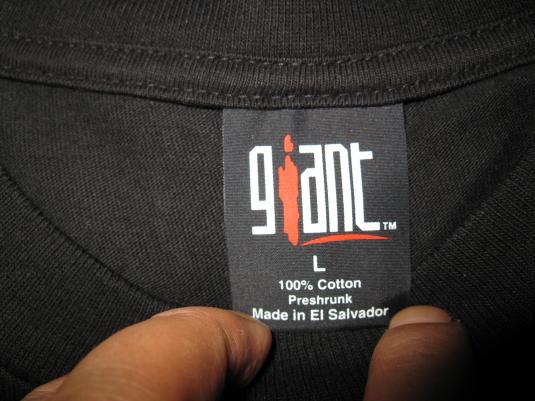 giant™
L
100% Cotton
Preshrunk
Made in El Salvador